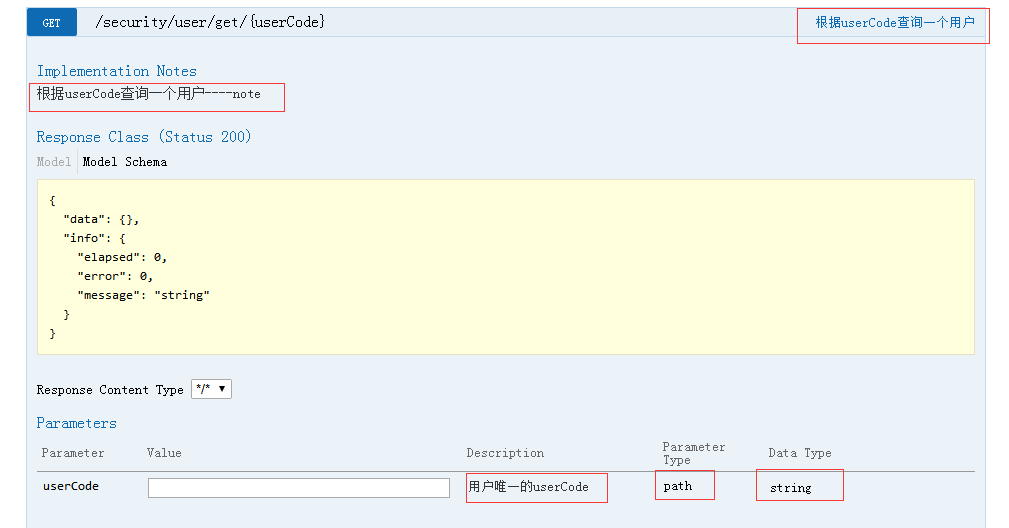 GET /security/user/get/{userCode} 根据userCode查询一个用户
Implementation Notes
根据userCode查询一个用户----note
Response Class (Status 200)
Model Model Schema
{
"data": {},
"info": {
"elapsed": 0,
"error": 0,
"message": "string"
}
}
Response Content Type */* ▼
Parameters
Parameter Value Description Parameter Type Data Type
userCode 用户唯一的userCode path string